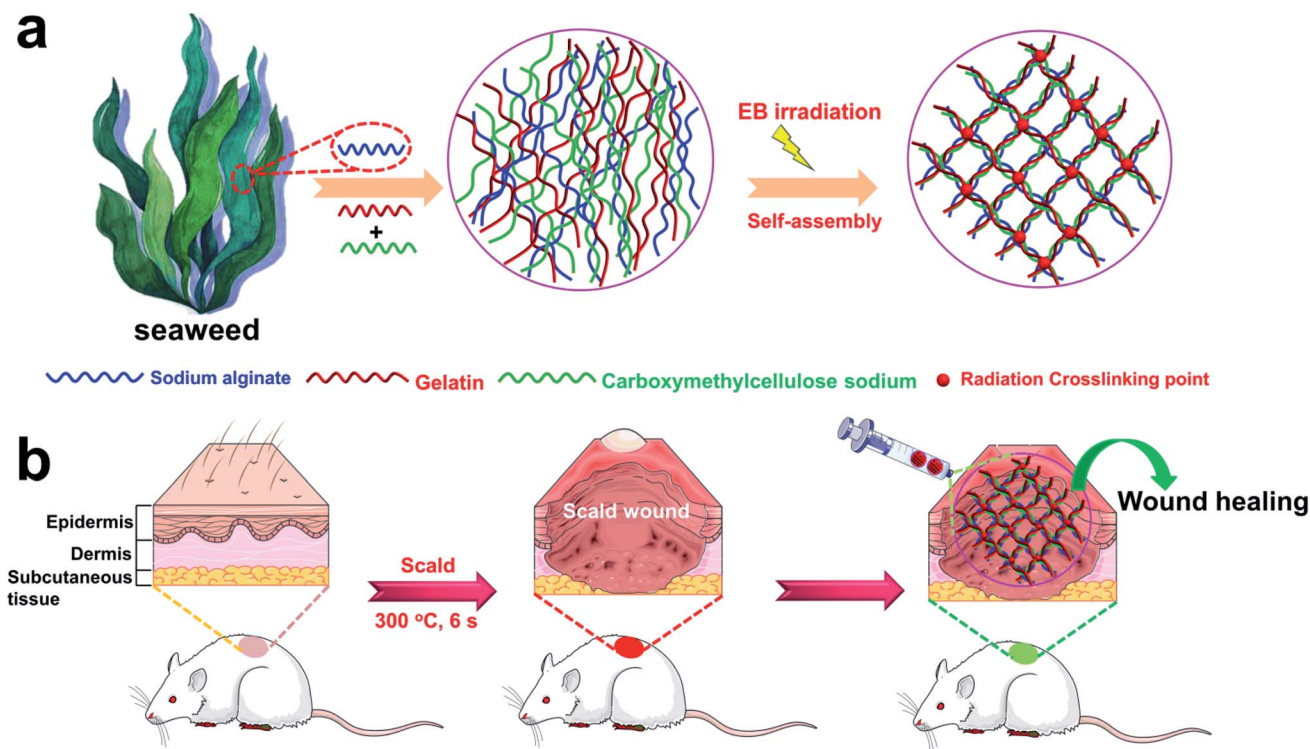 a
EB irradiation
+
Self-assembly
seaweed
Sodium alginate
Gelatin
Carboxymethylcellulose sodium
Radiation Crosslinking point
b
Epidermis
Dermis
Subcutaneous
tissue
Scald
300 °C, 6 s
Scald wound
Wound healing